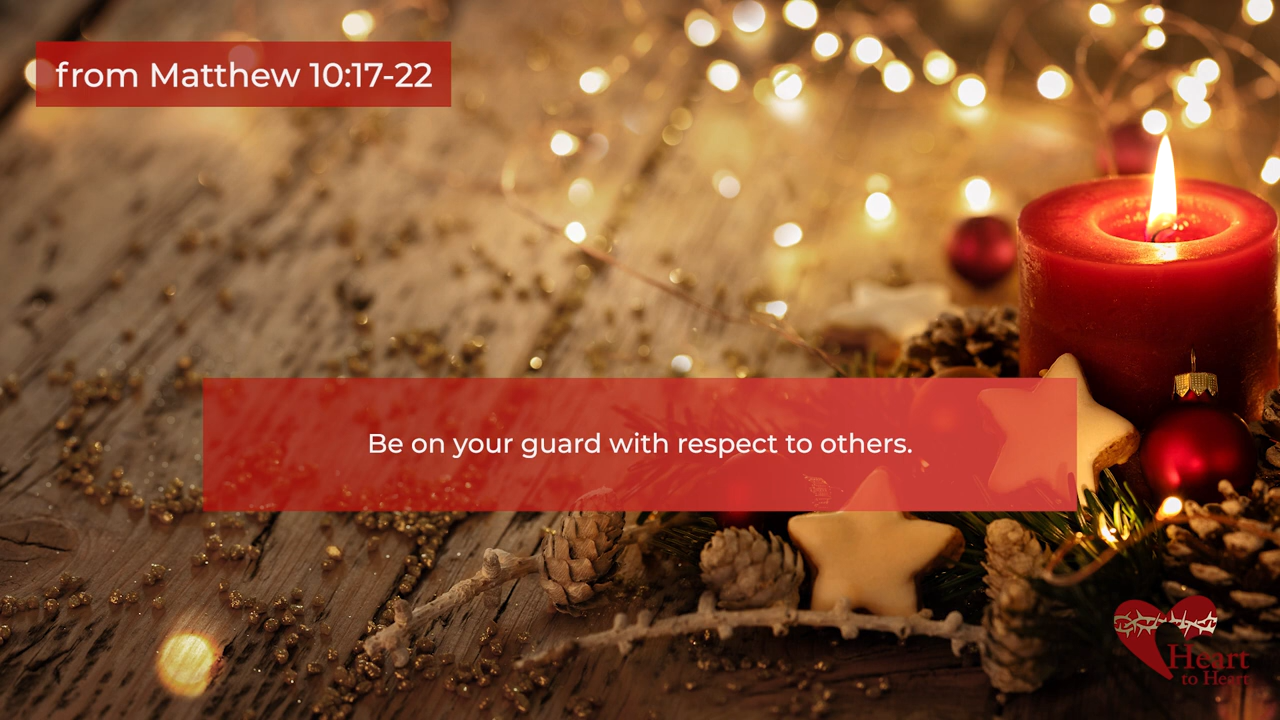 from Matthew 10:17-22
Be on your guard with respect to others.
Heart
to Heart